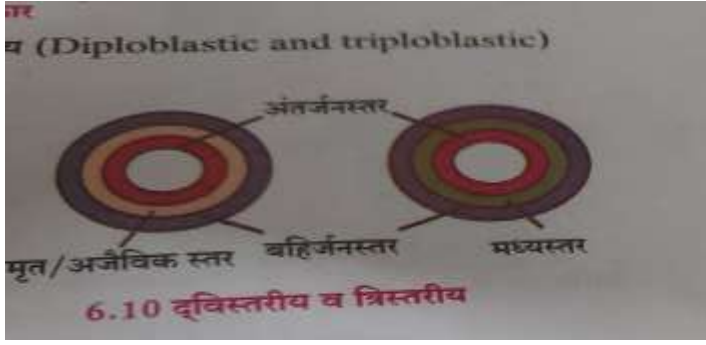 य (Diploblastic and triploblastic)
अंतर्जनस्तर
मृत/अजैविक स्तर बहिर्जनस्तर मध्यस्तर
6.10 द्‌विस्तरीय व त्रिस्तरीय